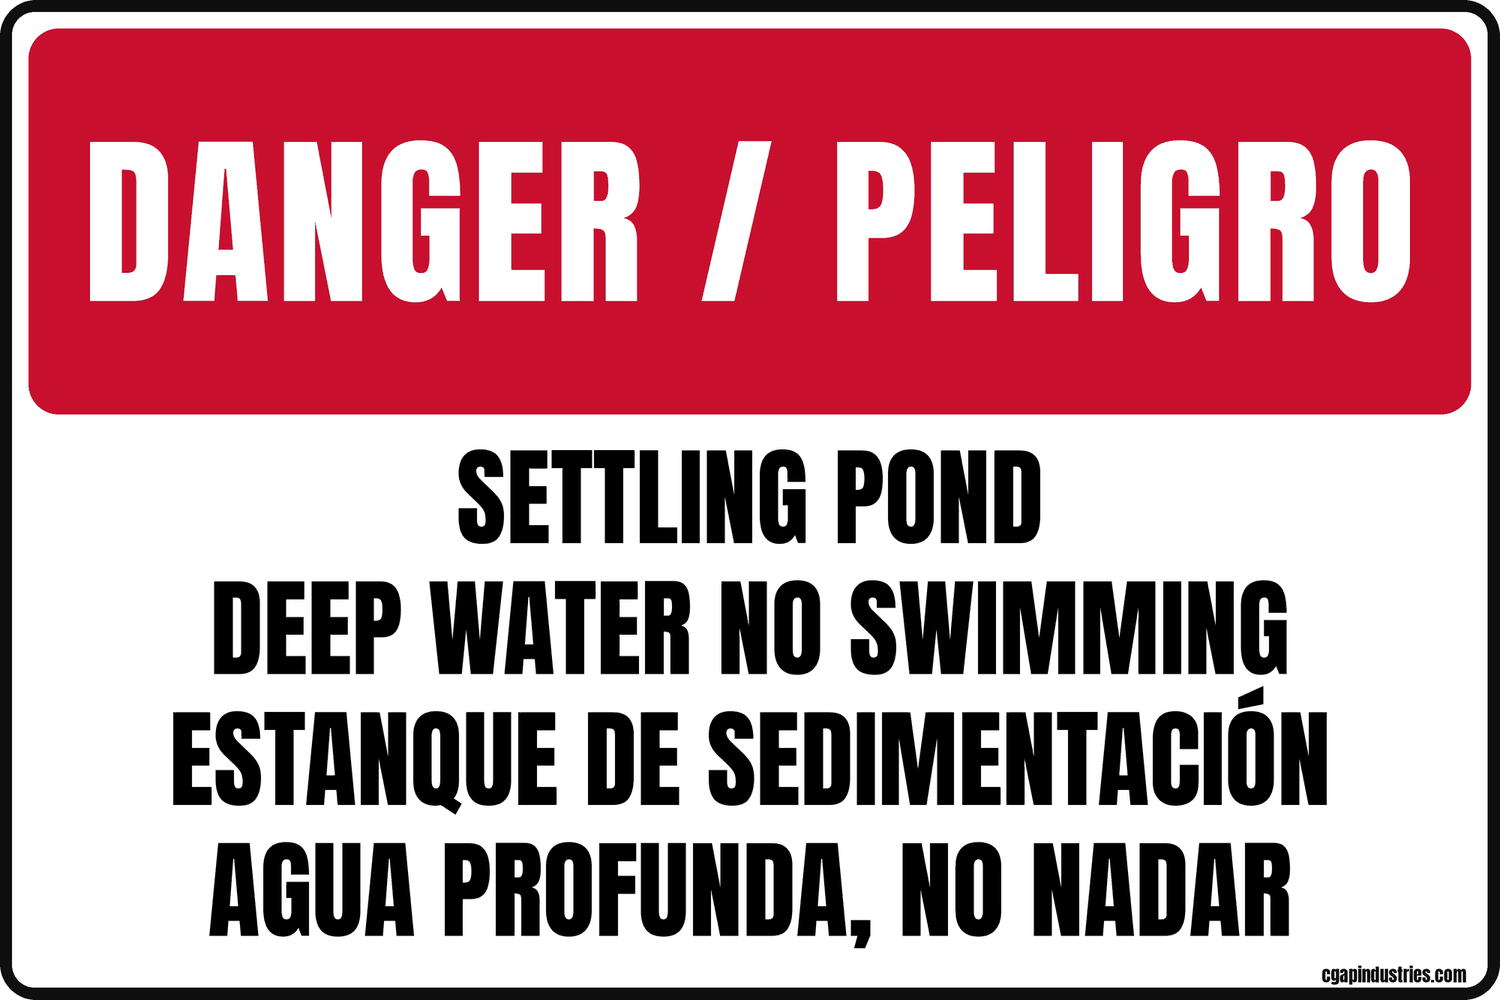 DANGER / PELIGRO
SETTLING POND
DEEP WATER NO SWIMMING
ESTANQUE DE SEDIMENTACIÓN
AGUA PROFUNDA, NO NADAR
cgapindustries.com